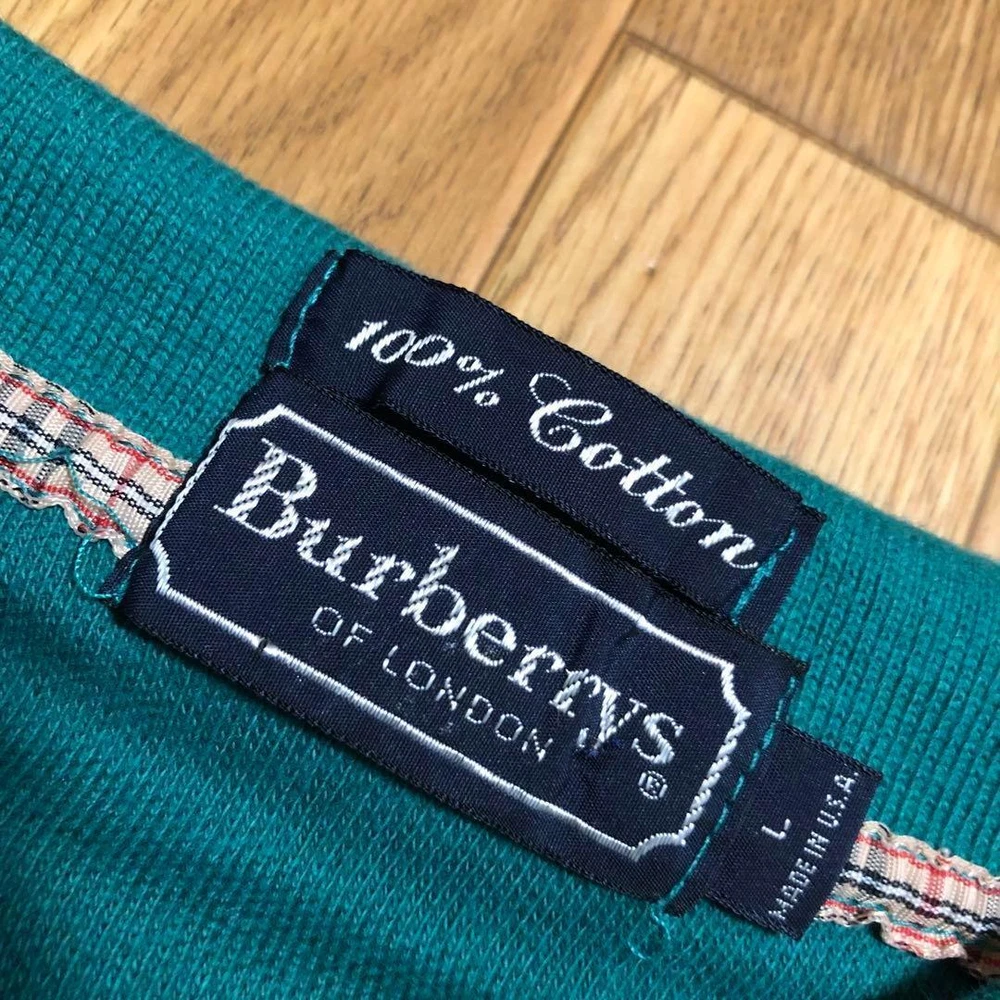 100% Cotton
Burberrys
OF LONDON
®
L
MADE IN U.S.A.